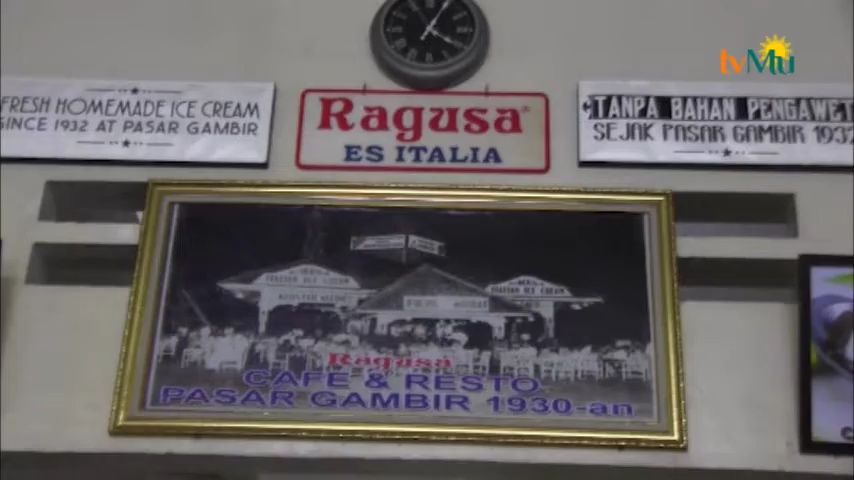 tvMu
FRESH HOMEMADE ICE CREAM
SINCE 1932 AT PASAR GAMBIR
Ragusa
ES ITALIA
TANPA BAHAN PENGAWET
SEJAK PASAR GAMBIR 1932
Ragusa
CAFE & RESTO
PASAR GAMBIR 1930-an